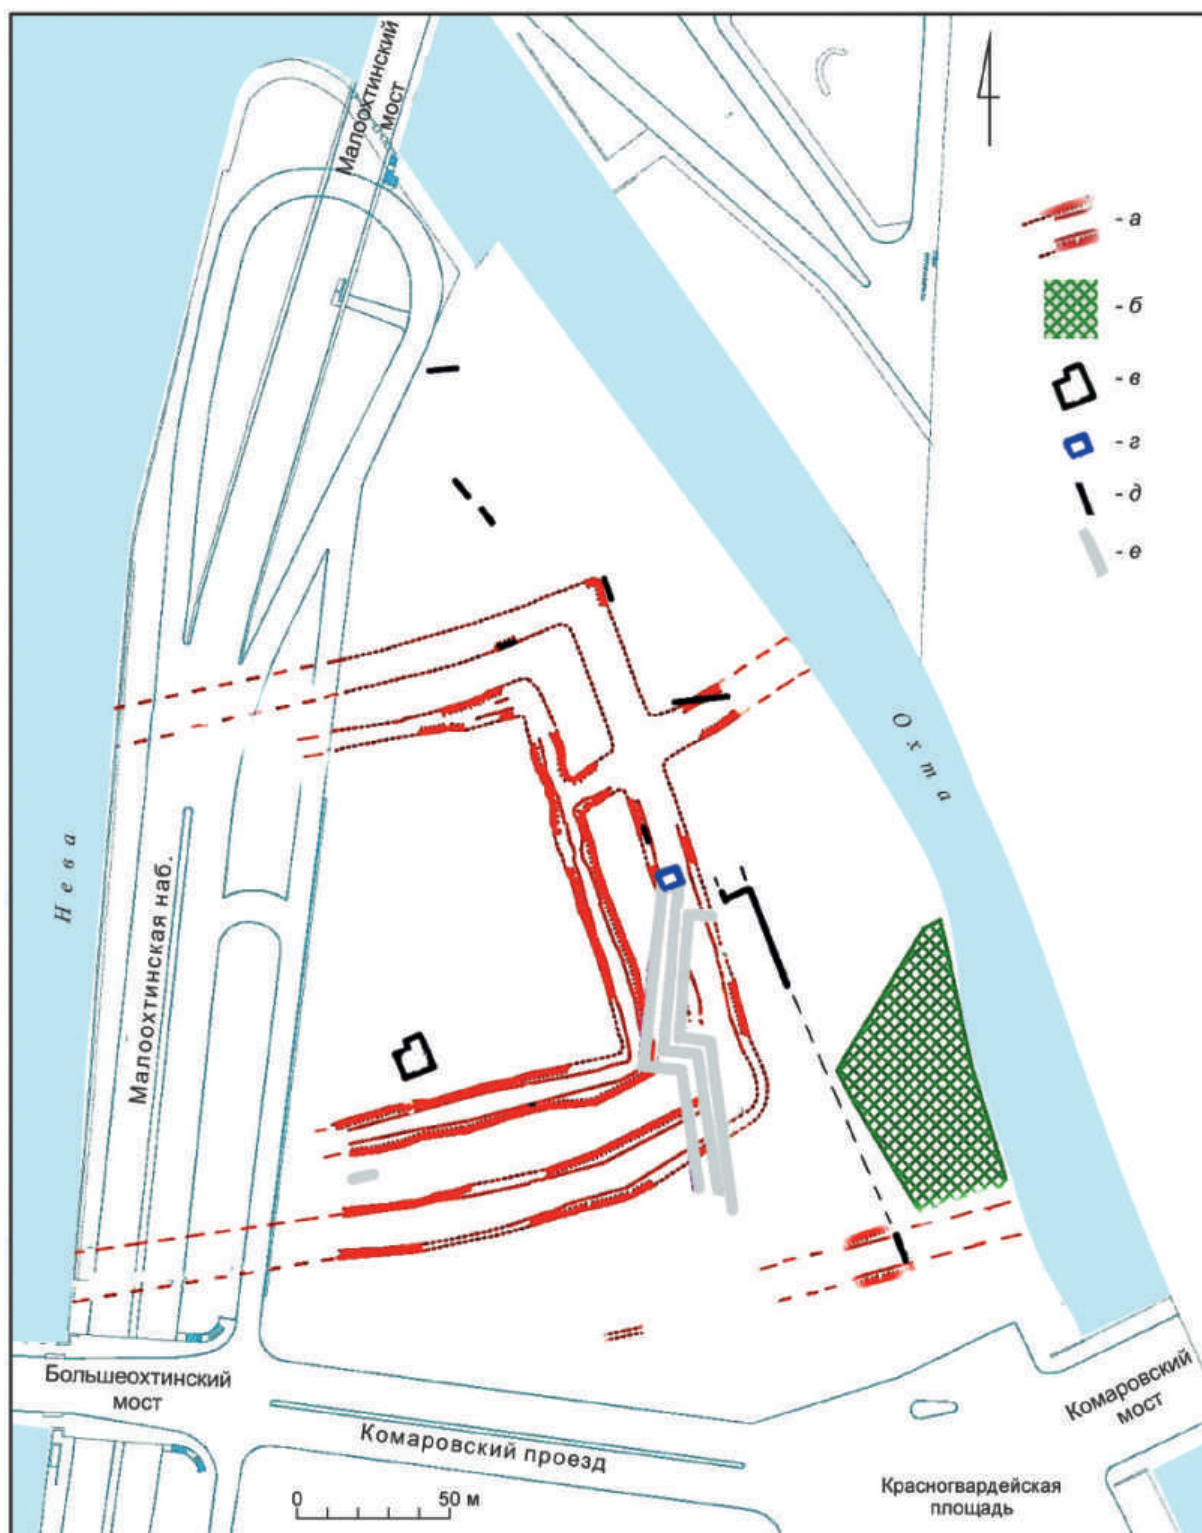 Малоохтинский
мост
- а
- б
- в
- г
- д
- е
Охта
Нева
Малоохтинская наб.
Большеохтинский
мост
Комаровский
мост
Комаровский проезд
0 50 м
Красногвардейская
площадь